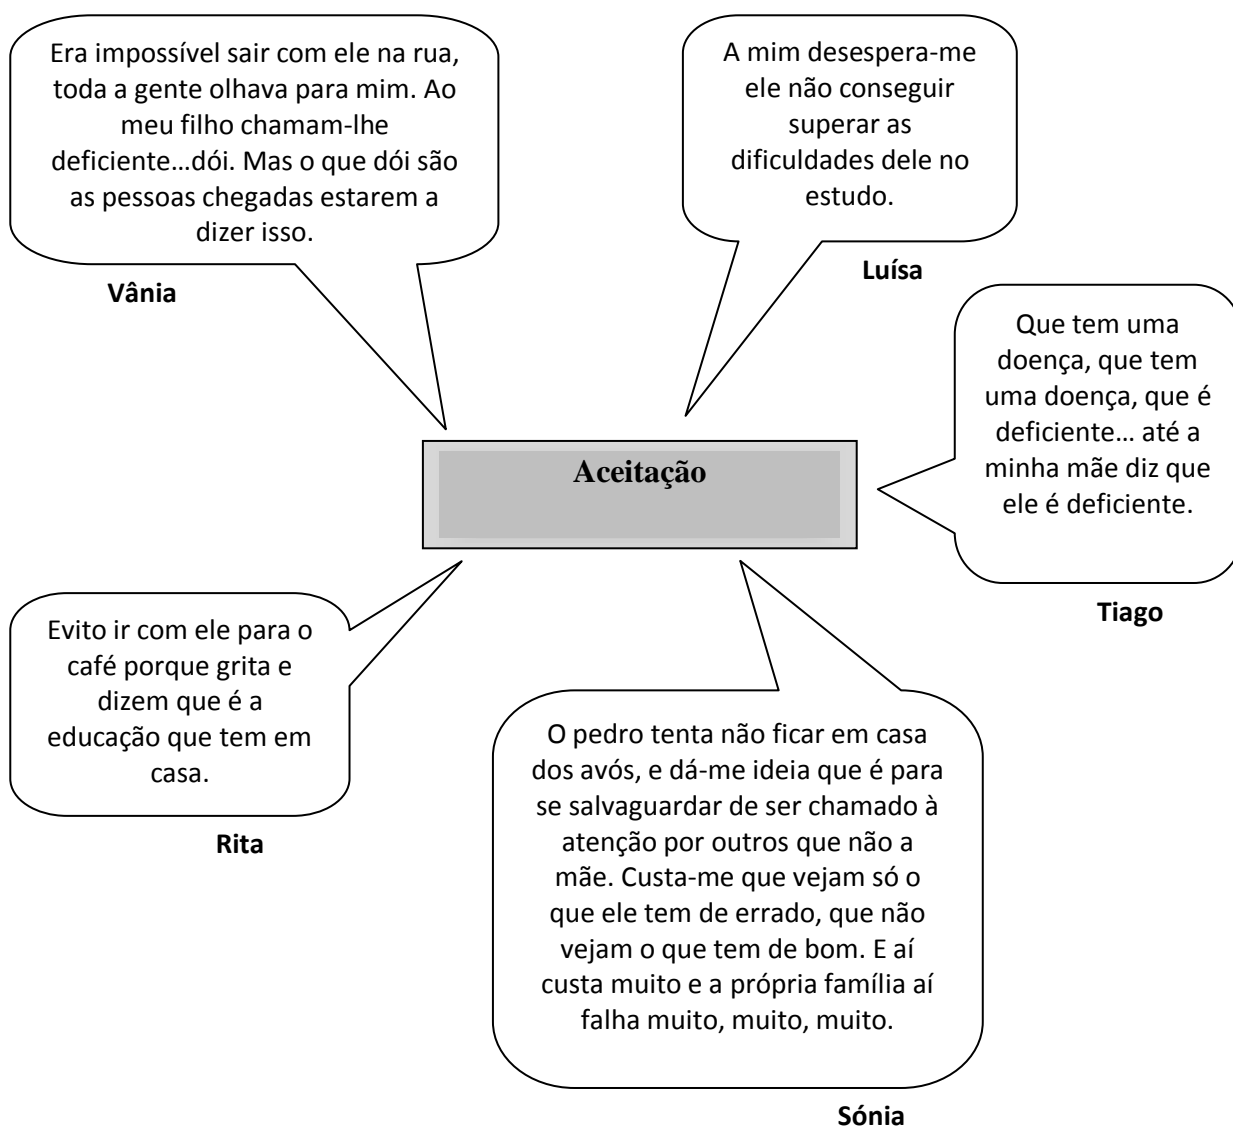 Era impossível sair com ele na rua,
toda a gente olhava para mim. Ao
meu filho chamam-lhe
deficiente…dói. Mas o que dói são
as pessoas chegadas estarem a
dizer isso.
Vânia
A mim desespera-me
ele não conseguir
superar as
dificuldades dele no
estudo.
Luísa
Que tem uma
doença, que tem
uma doença, que é
deficiente… até a
minha mãe diz que
ele é deficiente.
Tiago
Aceitação
Evito ir com ele para o
café porque grita e
dizem que é a
educação que tem em
casa.
Rita
O pedro tenta não ficar em casa
dos avós, e dá-me ideia que é para
se salvaguardar de ser chamado à
atenção por outros que não a
mãe. Custa-me que vejam só o
que ele tem de errado, que não
vejam o que tem de bom. E aí
custa muito e a própria família aí
falha muito, muito, muito.
Sónia